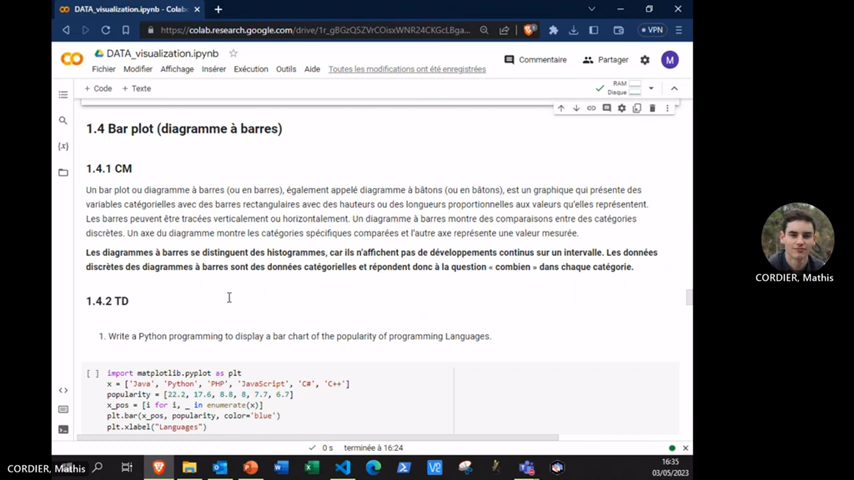 DATA_visualization.ipynb - Colab
https://colab.research.google.com/drive/1r_gBGzQ5ZVrCOisxWNR24CKGcLBga...
VPN
DATA_visualization.ipynb
Fichier Modifier Affichage Insérer Exécution Outils Aide Toutes les modifications ont été enregistrées
Commentaire Partager M
+ Code + Texte
RAM
Disque
1.4 Bar plot (diagramme à barres)
1.4.1 CM
Un bar plot ou diagramme à barres (ou en barres), également appelé diagramme à bâtons (ou en bâtons), est un graphique qui présente des
variables catégorielles avec des barres rectangulaires avec des hauteurs ou des longueurs proportionnelles aux valeurs qu'elles représentent.
Les barres peuvent être tracées verticalement ou horizontalement. Un diagramme à barres montre des comparaisons entre des catégories
discrètes. Un axe du diagramme montre les catégories spécifiques comparées et l'autre axe représente une valeur mesurée.
Les diagrammes à barres se distinguent des histogrammes, car ils n'affichent pas de développements continus sur un intervalle. Les données
discrètes des diagrammes à barres sont des données catégorielles et répondent donc à la question « combien » dans chaque catégorie.
1.4.2 TD
1. Write a Python programming to display a bar chart of the popularity of programming Languages.
[ ] import matplotlib.pyplot as plt
x = ['Java', 'Python', 'PHP', 'JavaScript', 'C#', 'C++']
popularity = [22.2, 17.6, 8.8, 8, 7.7, 6.7]
x_pos = [i for i, _ in enumerate(x)]
plt.bar(x_pos, popularity, color='blue')
plt.xlabel("Languages")
0 s terminée à 16:24
16:35
03/05/2023
CORDIER, Mathis
CORDIER, Mathis